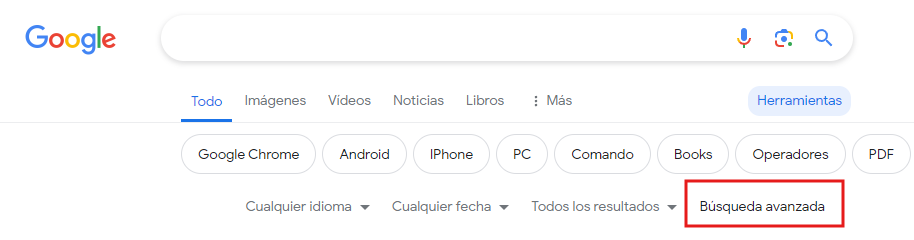 Google
Todo Imágenes Vídeos Noticias Libros Más Herramientas
Google Chrome Android IPhone PC Comando Books Operadores PDF
Cualquier idioma Cualquier fecha Todos los resultados Búsqueda avanzada